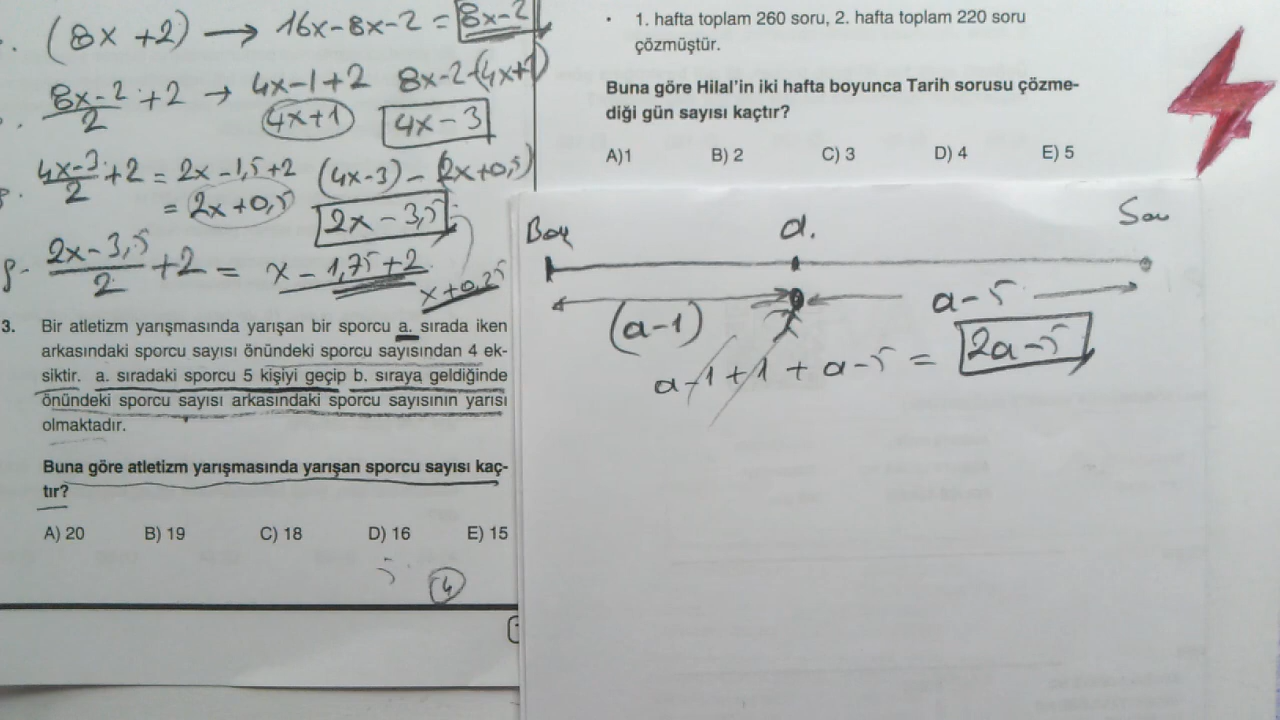 (8x + 2) → 16x-8x-2 = 8x-2
8x-2/2 + 2 → 4x-1+2 8x-2-(4x+1)
4x+1 4x-3
4x-3/2 + 2 = 2x-1,5+2 (4x-3) - (2x+0,5)
= 2x+0,5 2x-3,5
2x-3,5/2 + 2 = x-1,75+2
x+0,25
3. Bir atletizm yarışmasında yarışan bir sporcu a. sırada iken
arkasındaki sporcu sayısı önündeki sporcu sayısından 4 ek-
siktir. a. sıradaki sporcu 5 kişiyi geçip b. sıraya geldiğinde
önündeki sporcu sayısı arkasındaki sporcu sayısının yarısı
olmaktadır.
Buna göre atletizm yarışmasında yarışan sporcu sayısı kaç-
tır?
A) 20 B) 19 C) 18 D) 16 E) 15
4
• 1. hafta toplam 260 soru, 2. hafta toplam 220 soru
çözmüştür.
Buna göre Hilal'in iki hafta boyunca Tarih sorusu çözme-
diği gün sayısı kaçtır?
A)1 B) 2 C) 3 D) 4 E) 5
a. Son
(a-1) a-5
a-1+1+a-5 = 2a-5